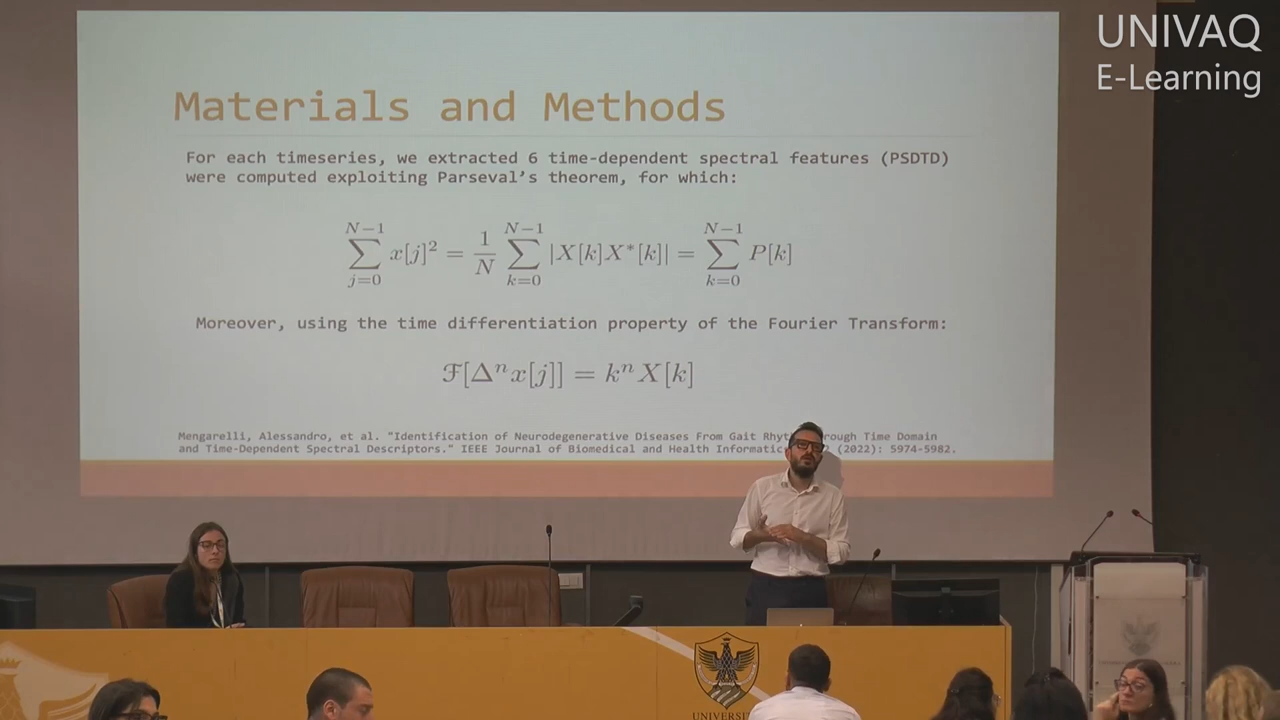 UNIVAQ
E-Learning
Materials and Methods
For each timeseries, we extracted 6 time-dependent spectral features (PSDTD)
were computed exploiting Parseval's theorem, for which:
\sum_{j=0}^{N-1} x[j]^2 = \frac{1}{N} \sum_{k=0}^{N-1} |X[k]X^*[k]| = \sum_{k=0}^{N-1} P[k]
Moreover, using the time differentiation property of the Fourier Transform:
\mathcal{F}[\Delta^n x[j]] = k^n X[k]
Mengarelli, Alessandro, et al. "Identification of Neurodegenerative Diseases From Gait Time Domain
and Time-Dependent Spectral Descriptors." IEEE Journal of Biomedical and Health (2022): 5974-5982.